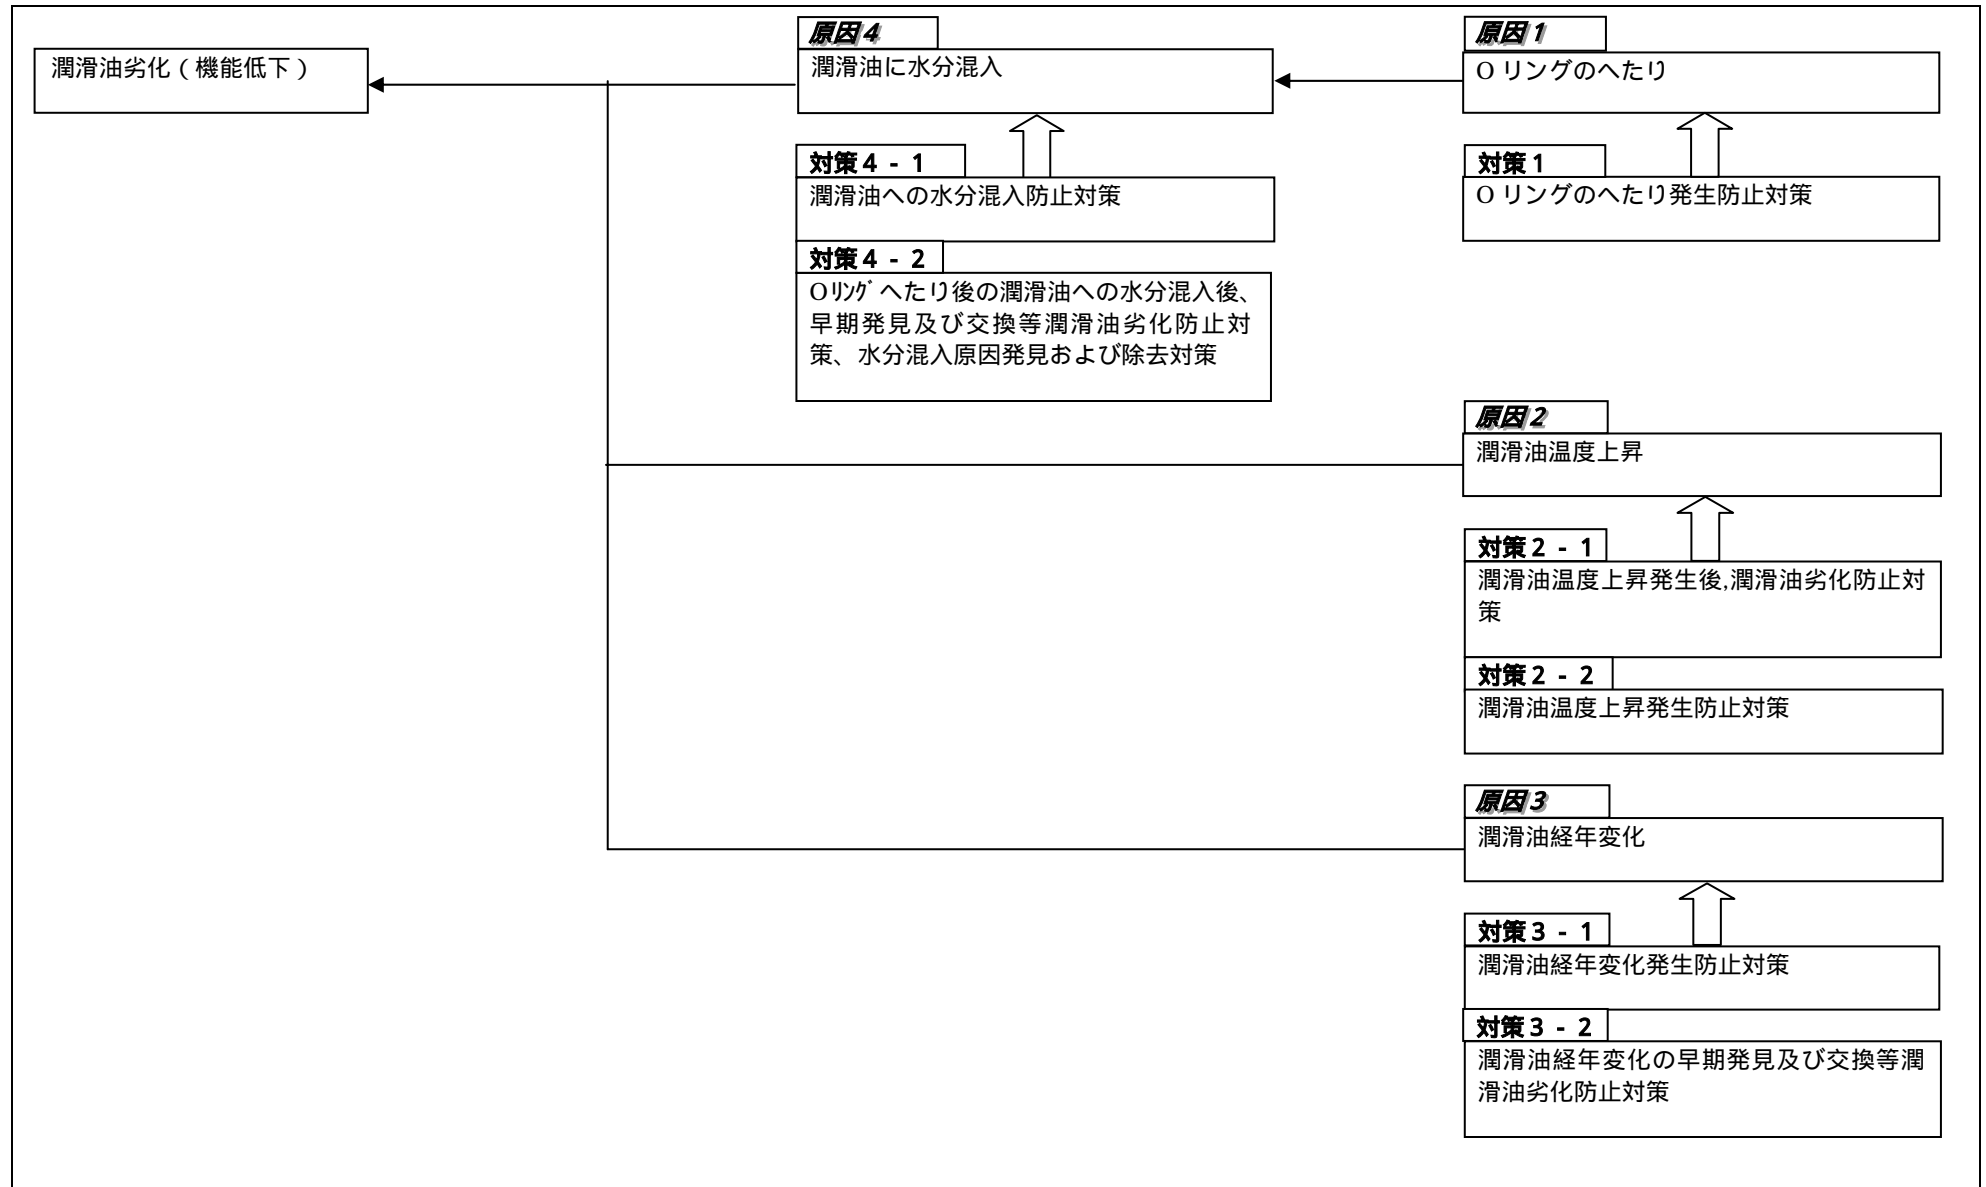 潤滑油劣化（機能低下）
原因４
潤滑油に水分混入
対策４‐１
潤滑油への水分混入防止対策
対策４‐２
Oﾘﾝｸﾞへたり後の潤滑油への水分混入後、
早期発見及び交換等潤滑油劣化防止対
策、水分混入原因発見および除去対策
原因１
O リングのへたり
対策１
O リングのへたり発生防止対策
原因２
潤滑油温度上昇
対策２‐１
潤滑油温度上昇発生後,潤滑油劣化防止対
策
対策２‐２
潤滑油温度上昇発生防止対策
原因３
潤滑油経年変化
対策３‐１
潤滑油経年変化発生防止対策
対策３‐２
潤滑油経年変化の早期発見及び交換等潤
滑油劣化防止対策